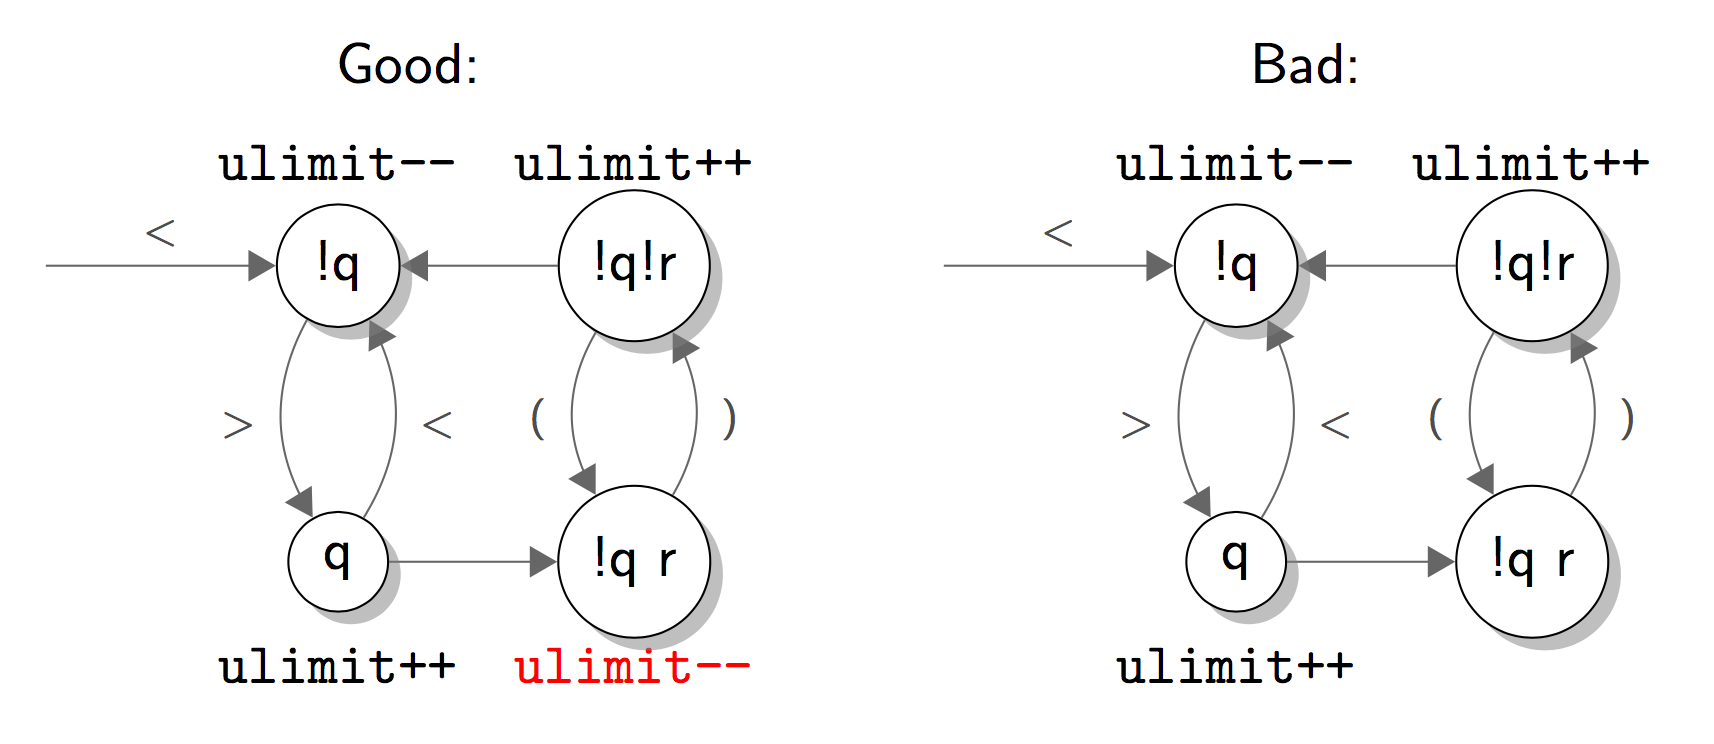 Good:
Bad:
ulimit-- ulimit++
ulimit-- ulimit++
< !q !q!r
< !q !q!r
> < ( )
> < ( )
q !q r
q !q r
ulimit++ ulimit--
ulimit++